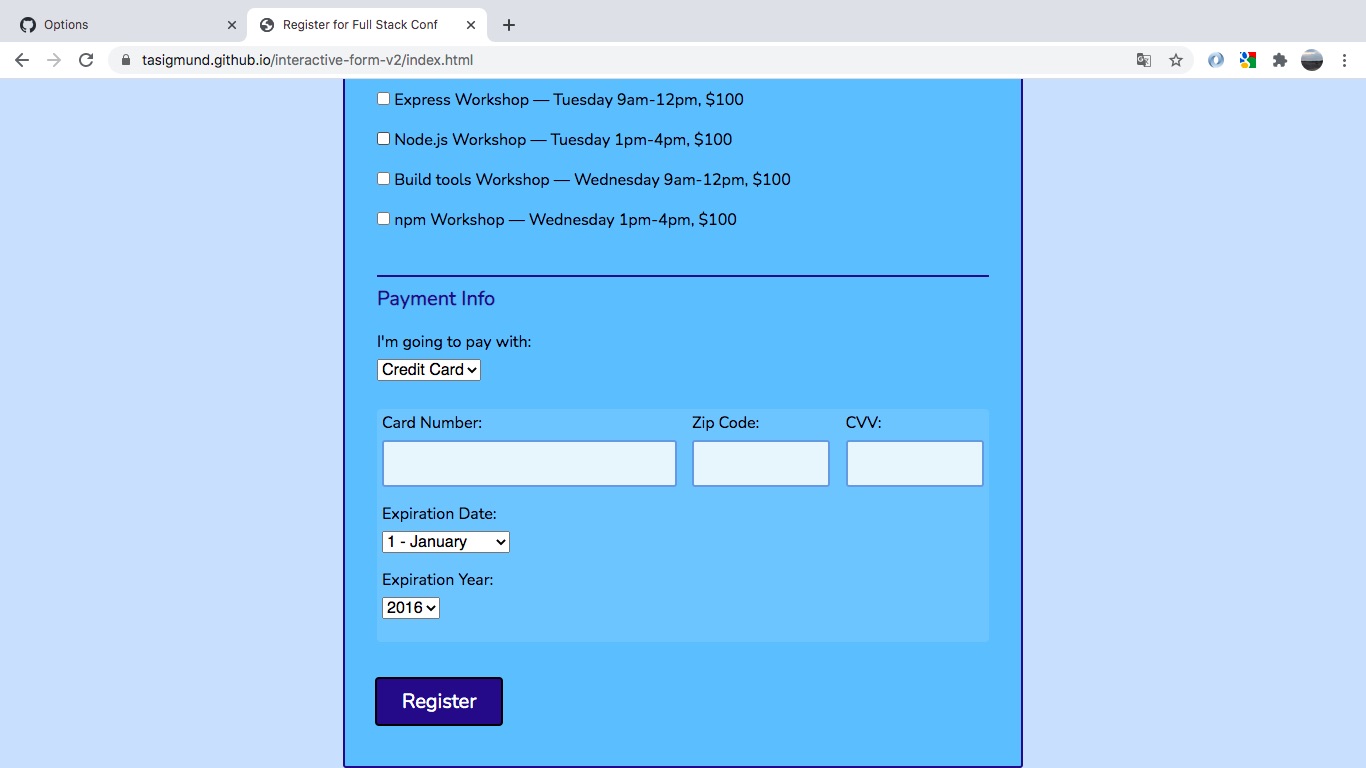 Options
Register for Full Stack Conf
tasigmund.github.io/interactive-form-v2/index.html
Express Workshop — Tuesday 9am-12pm, $100
Node.js Workshop — Tuesday 1pm-4pm, $100
Build tools Workshop — Wednesday 9am-12pm, $100
npm Workshop — Wednesday 1pm-4pm, $100
Payment Info
I'm going to pay with:
Credit Card
Card Number: Zip Code: CVV:
Expiration Date:
1 - January
Expiration Year:
2016
Register